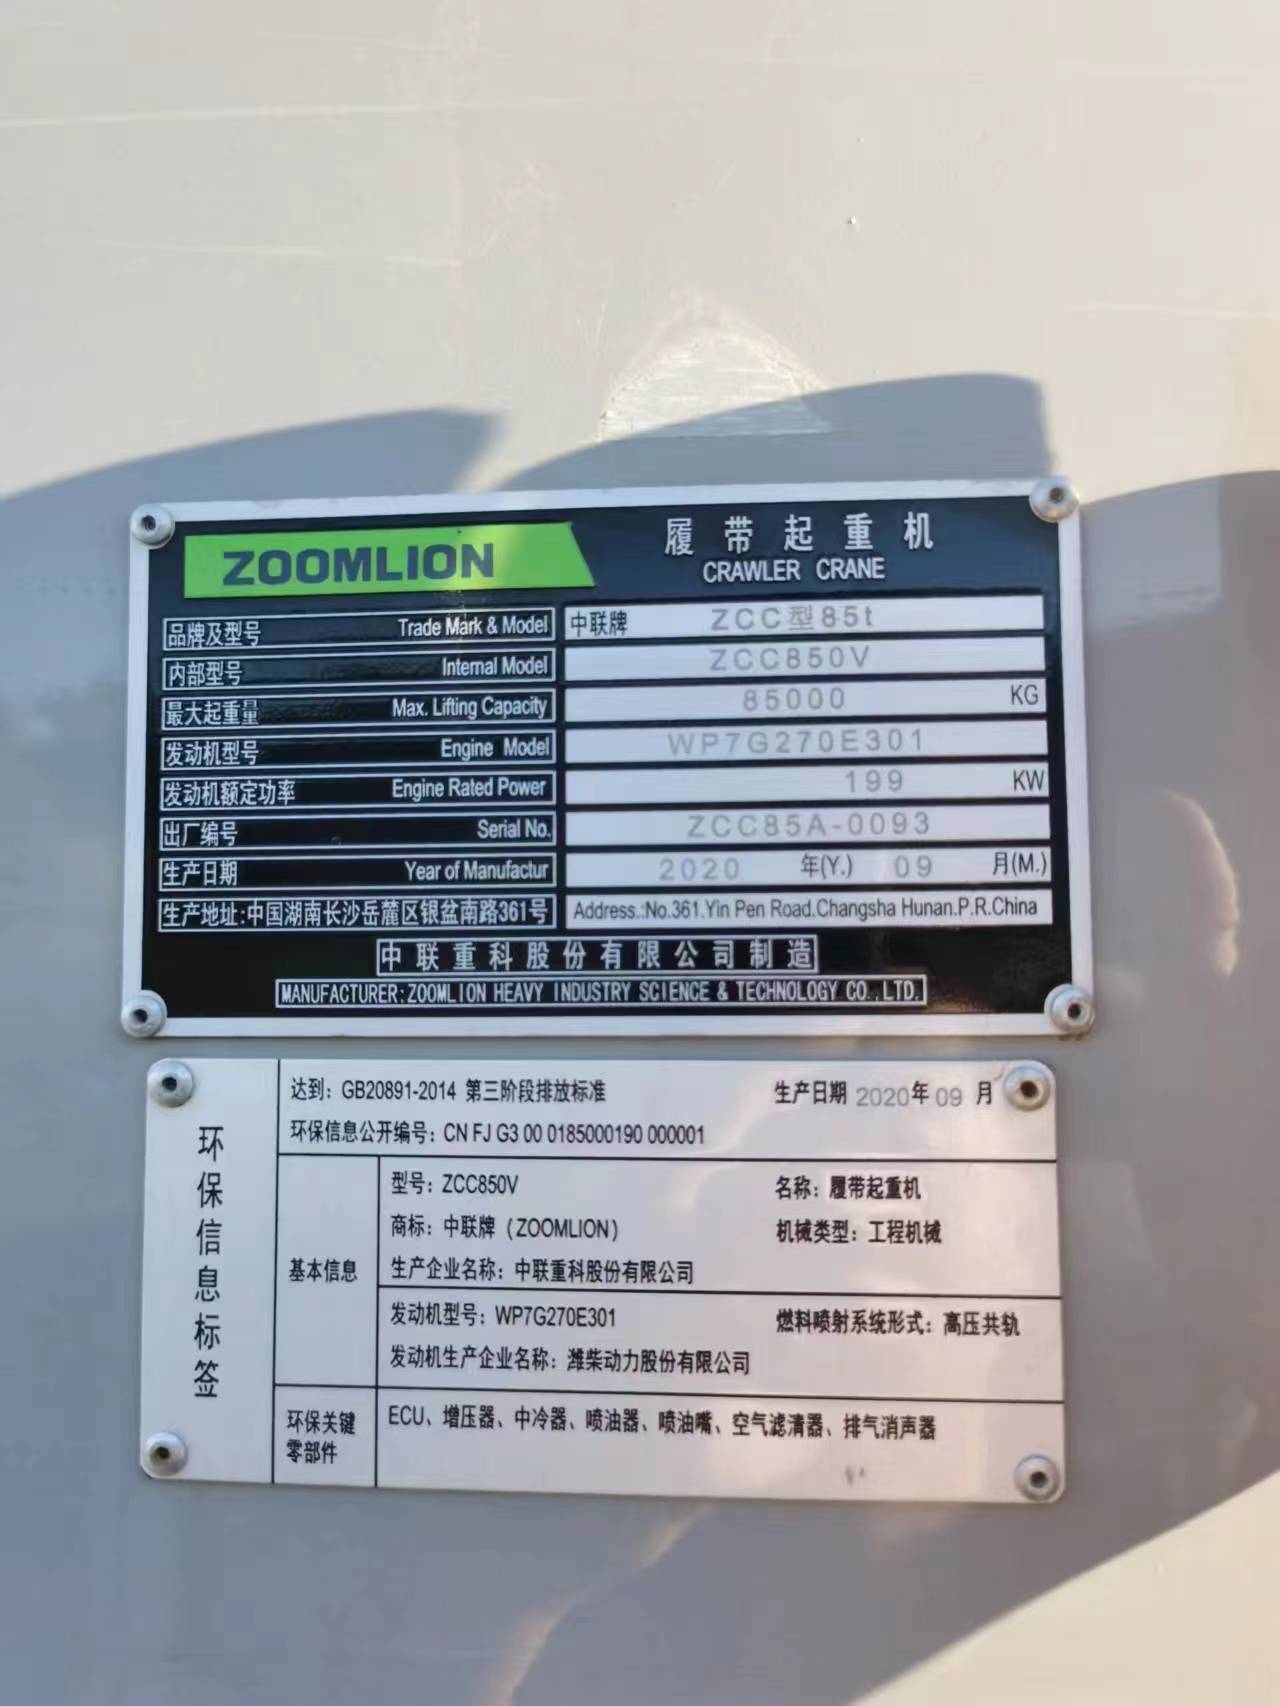 ZOOMLION
履带起重机
CRAWLER CRANE
品牌及型号 Trade Mark & Model 中联牌 ZCC型85t
内部型号 Internal Model ZCC850V
最大起重量 Max. Lifting Capacity 85000 KG
发动机型号 Engine Model WP7G270E301
发动机额定功率 Engine Rated Power 199 KW
出厂编号 Serial No. ZCC85A-0093
生产日期 Year of Manufactur 2020 年(Y.) 09 月(M.)
生产地址:中国湖南长沙岳麓区银盆南路361号 Address.:No.361.Yin Pen Road.Changsha Hunan.P.R.China
中联重科股份有限公司制造
MANUFACTURER:ZOOMLION HEAVY INDUSTRY SCIENCE & TECHNOLOGY CO.,LTD.
环保信息标签
达到：GB20891-2014 第三阶段排放标准 生产日期 2020年09 月
环保信息公开编号：CN FJ G3 00 0185000190 000001
基本信息
型号：ZCC850V 名称：履带起重机
商标：中联牌（ZOOMLION） 机械类型：工程机械
生产企业名称：中联重科股份有限公司
发动机型号：WP7G270E301 燃料喷射系统形式：高压共轨
发动机生产企业名称：潍柴动力股份有限公司
环保关键
零部件
ECU、增压器、中冷器、喷油器、喷油嘴、空气滤清器、排气消声器